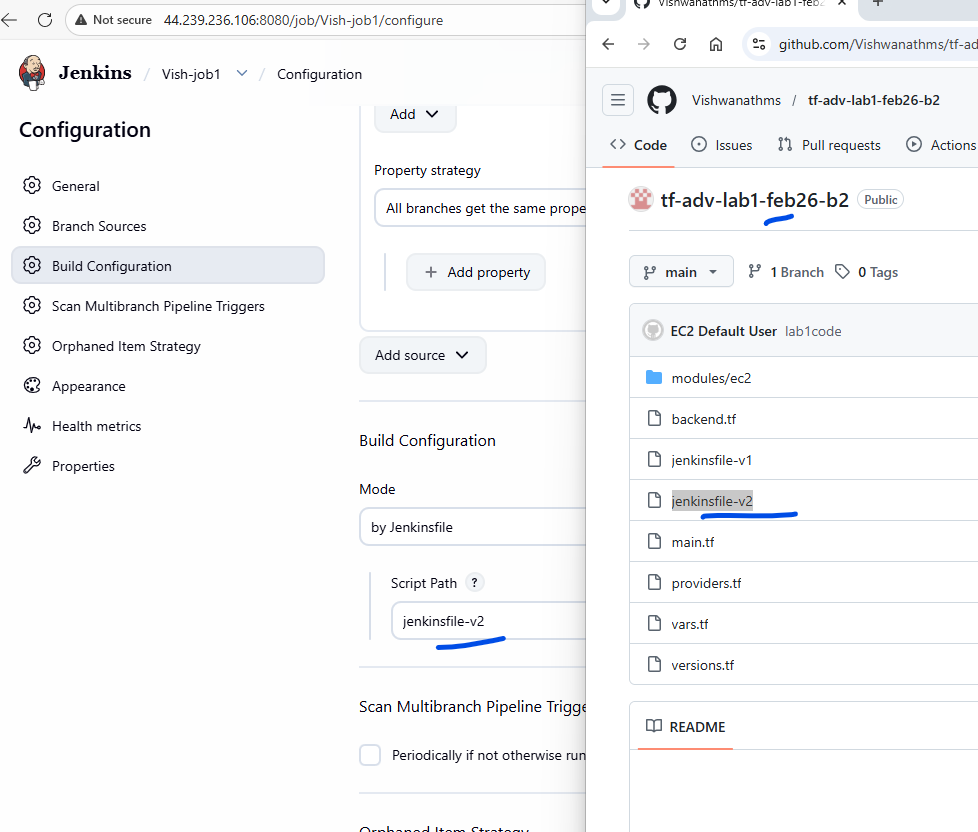 Not secure 44.239.236.106:8080/job/Vish-job1/configure
Jenkins / Vish-job1 / Configuration
Configuration
General
Branch Sources
Build Configuration
Scan Multibranch Pipeline Triggers
Orphaned Item Strategy
Appearance
Health metrics
Properties
Add
Property strategy
All branches get the same prope
+ Add property
Add source
Build Configuration
Mode
by Jenkinsfile
Script Path ?
jenkinsfile-v2
Scan Multibranch Pipeline Trigge
Periodically if not otherwise run
Orphaned Item Strategy
Vishwanathms/tf-adv-lab1-feb2
github.com/Vishwanathms/tf-ad
Vishwanathms / tf-adv-lab1-feb26-b2
Code Issues Pull requests Actions
tf-adv-lab1-feb26-b2 Public
main 1 Branch 0 Tags
EC2 Default User lab1code
modules/ec2
backend.tf
jenkinsfile-v1
jenkinsfile-v2
main.tf
providers.tf
vars.tf
versions.tf
README